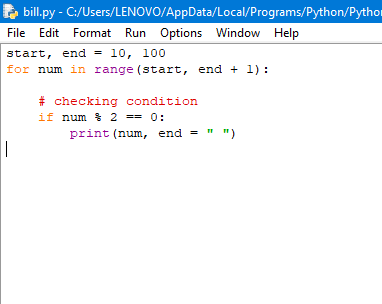 bill.py - C:/Users/LENOVO/AppData/Local/Programs/Python/Pytho
File Edit Format Run Options Window Help
start, end = 10, 100
for num in range(start, end + 1):
    # checking condition
    if num % 2 == 0:
        print(num, end = " ")